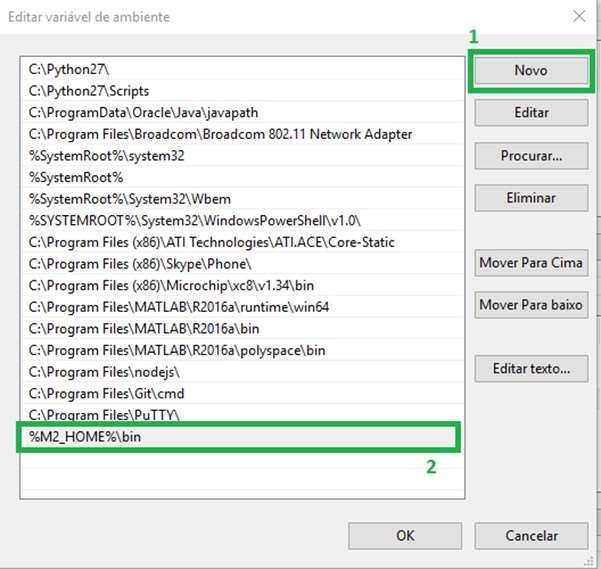 Editar variável de ambiente
1
C:\Python27\
Novo
C:\Python27\Scripts
C:\ProgramData\Oracle\Java\javapath
Editar
C:\Program Files\Broadcom\Broadcom 802.11 Network Adapter
%SystemRoot%\system32
Procurar...
%SystemRoot%
%SystemRoot%\System32\Wbem
Eliminar
%SYSTEMROOT%\System32\WindowsPowerShell\v1.0\
C:\Program Files (x86)\ATI Technologies\ATI.ACE\Core-Static
C:\Program Files (x86)\Skype\Phone\
Mover Para Cima
C:\Program Files (x86)\Microchip\xc8\v1.34\bin
C:\Program Files\MATLAB\R2016a\runtime\win64
Mover Para baixo
C:\Program Files\MATLAB\R2016a\bin
C:\Program Files\MATLAB\R2016a\polyspace\bin
C:\Program Files\nodejs\
Editar texto...
C:\Program Files\Git\cmd
C:\Program Files\PuTTY\
%M2_HOME%\bin
2
OK
Cancelar